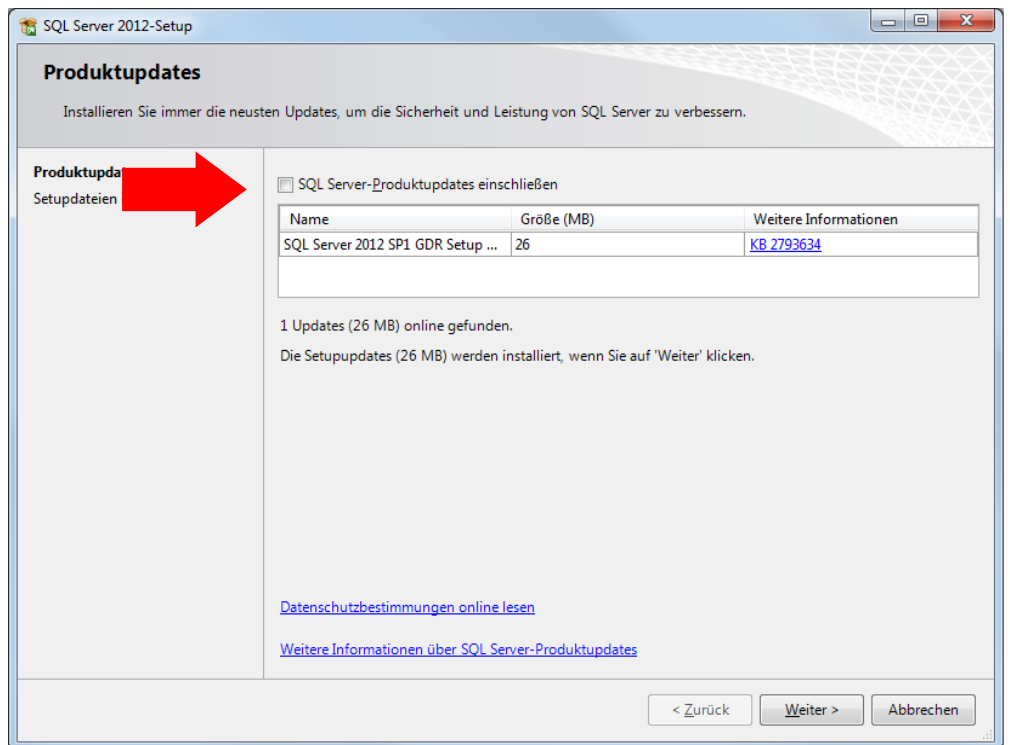 SQL Server 2012-Setup
Produktupdates
Installieren Sie immer die neusten Updates, um die Sicherheit und Leistung von SQL Server zu verbessern.
Setupdateien
SQL Server-Produktupdates einschließen
Name Größe (MB) Weitere Informationen
SQL Server 2012 SP1 GDR Setup ... 26 KB 2793634
1 Updates (26 MB) online gefunden.
Die Setupupdates (26 MB) werden installiert, wenn Sie auf 'Weiter' klicken.
Datenschutzbestimmungen online lesen
Weitere Informationen über SQL Server-Produktupdates
< Zurück Weiter > Abbrechen